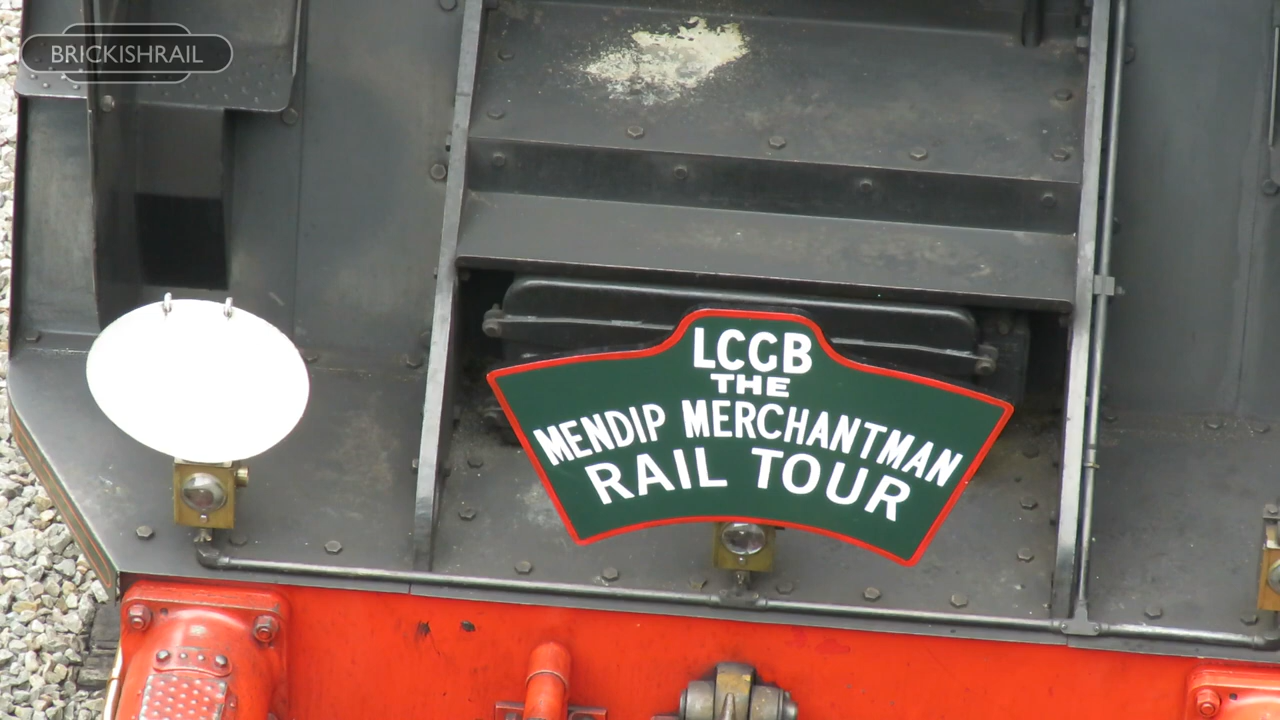 BRICKISHRAIL
LCGB
THE
MENDIP MERCHANTMAN
RAIL TOUR